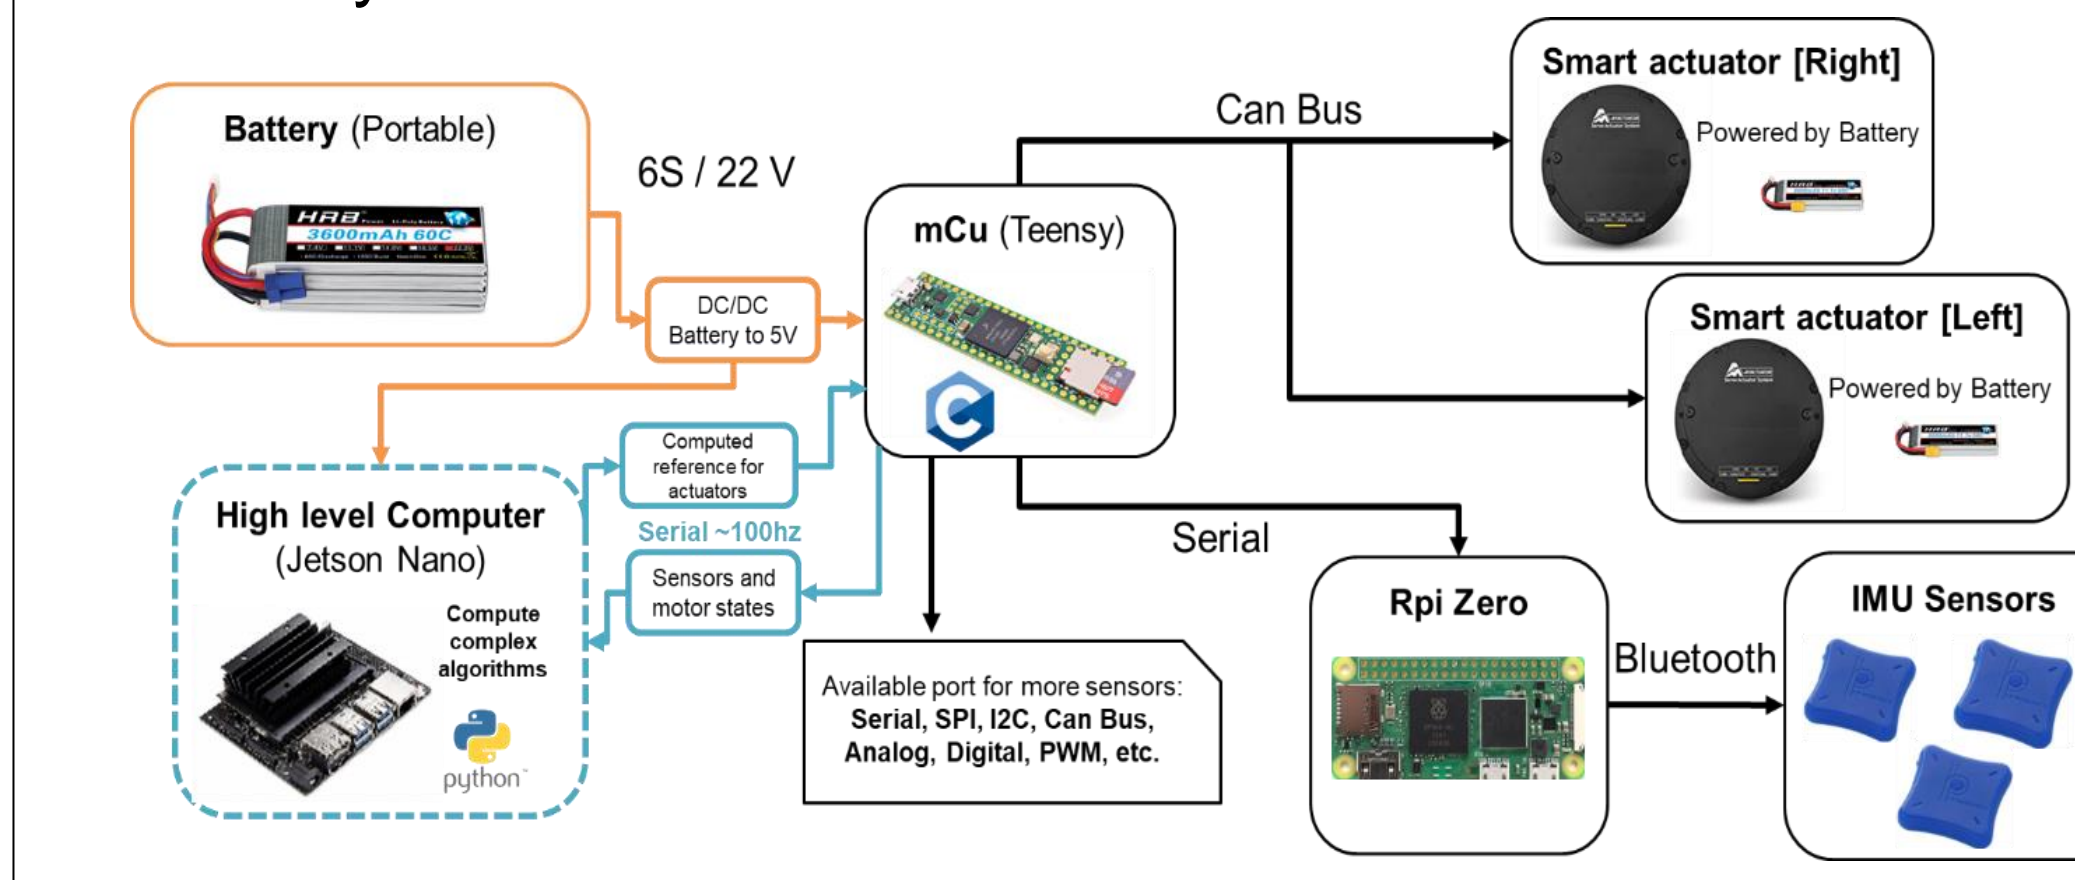 Battery (Portable)
HRB
3600mAh 60C
6S / 22 V
DC/DC
Battery to 5V
mCu (Teensy)
C
Can Bus
Smart actuator [Right]
Powered by Battery
Smart actuator [Left]
Powered by Battery
Computed
reference for
actuators
Serial ~100hz
Sensors and
motor states
High level Computer
(Jetson Nano)
Compute
complex
algorithms
python
Available port for more sensors:
Serial, SPI, I2C, Can Bus,
Analog, Digital, PWM, etc.
Serial
Rpi Zero
Bluetooth
IMU Sensors